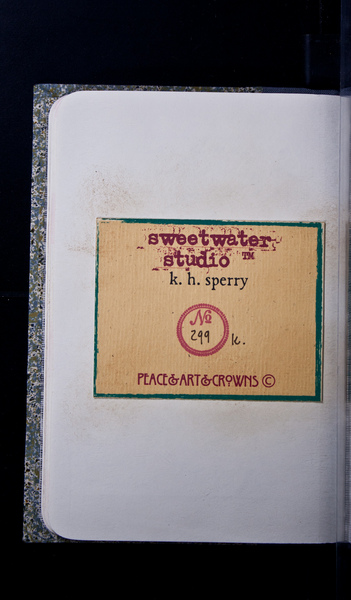 sweetwater
studio ™
k. h. sperry
No
299 k.
PEACE&ART&CROWNS ©